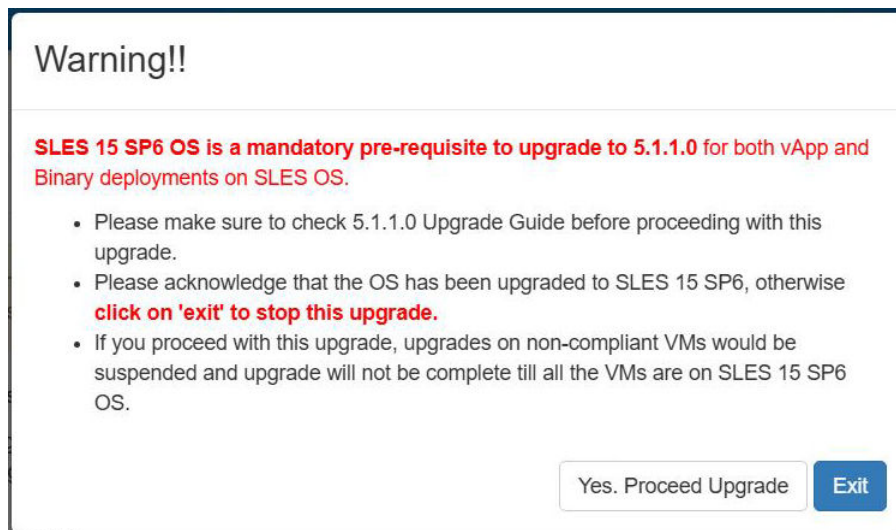 Warning!!
SLES 15 SP6 OS is a mandatory pre-requisite to upgrade to 5.1.1.0 for both vApp and
Binary deployments on SLES OS.
• Please make sure to check 5.1.1.0 Upgrade Guide before proceeding with this
upgrade.
• Please acknowledge that the OS has been upgraded to SLES 15 SP6, otherwise
click on 'exit' to stop this upgrade.
• If you proceed with this upgrade, upgrades on non-compliant VMs would be
suspended and upgrade will not be complete till all the VMs are on SLES 15 SP6
OS.
Yes. Proceed Upgrade
Exit